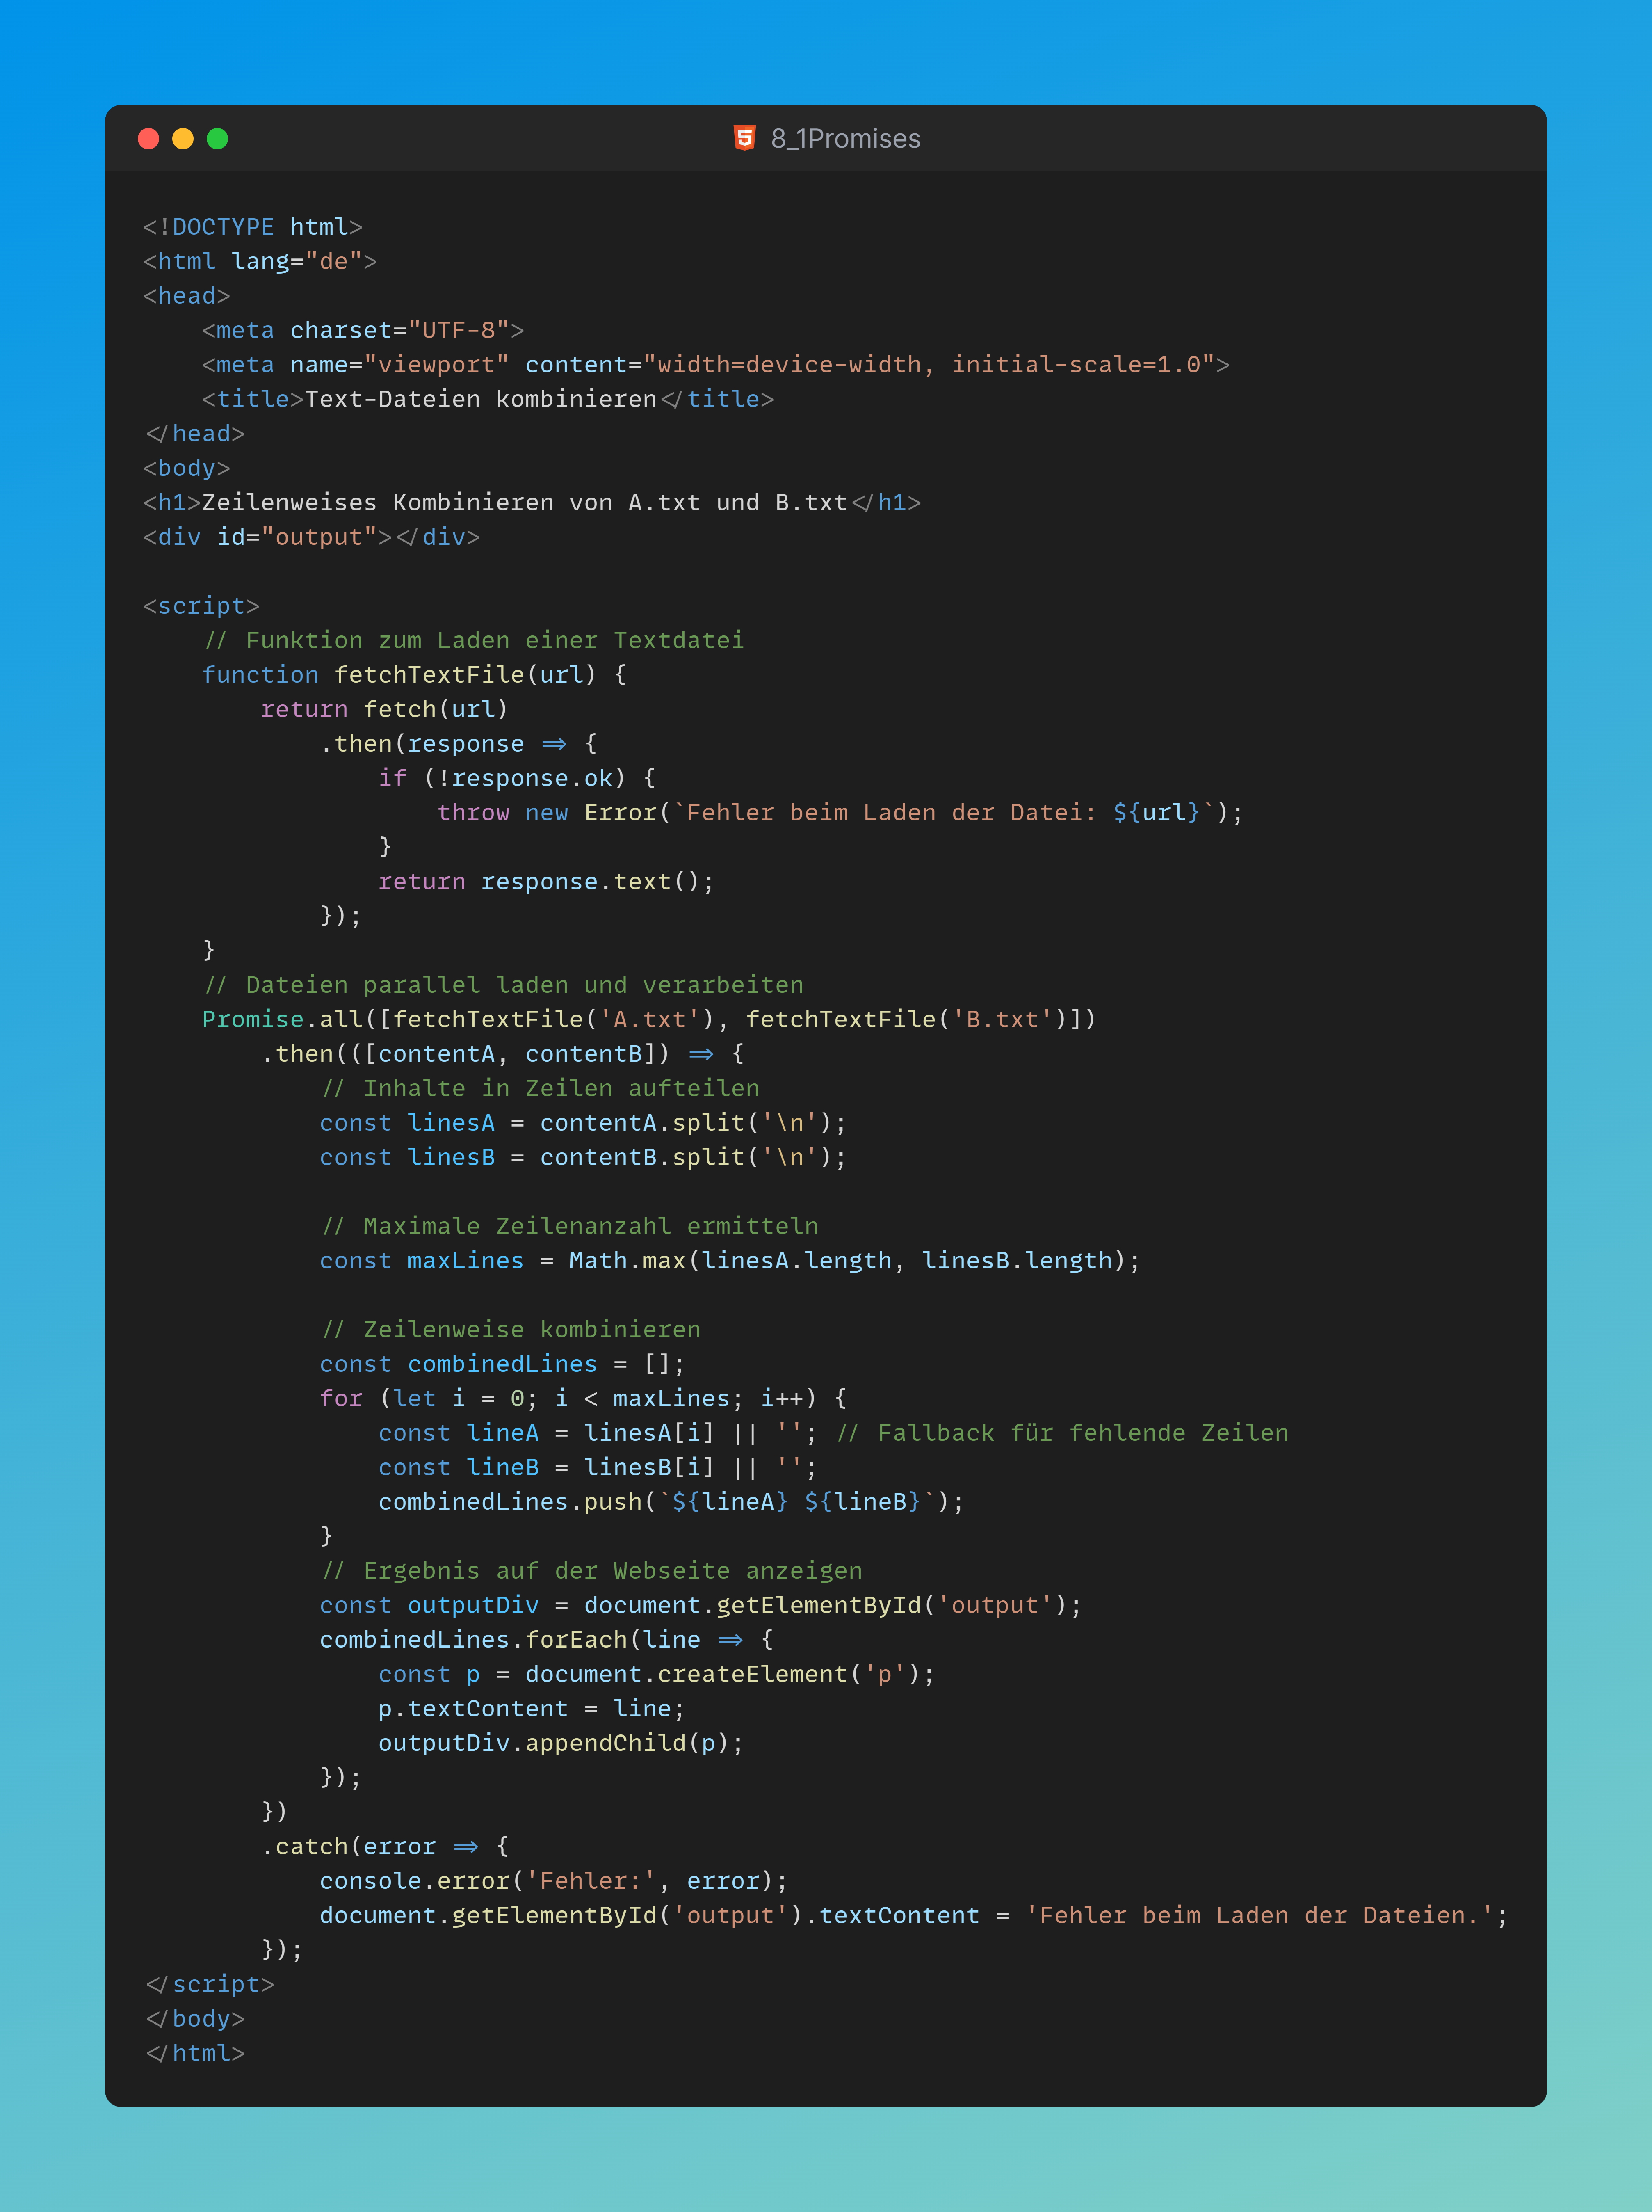 8_1Promises
<!DOCTYPE html>
<html lang="de">
<head>
    <meta charset="UTF-8">
    <meta name="viewport" content="width=device-width, initial-scale=1.0">
    <title>Text-Dateien kombinieren</title>
</head>
<body>
<h1>Zeilenweises Kombinieren von A.txt und B.txt</h1>
<div id="output"></div>

<script>
    // Funktion zum Laden einer Textdatei
    function fetchTextFile(url) {
        return fetch(url)
            .then(response => {
                if (!response.ok) {
                    throw new Error(`Fehler beim Laden der Datei: ${url}`);
                }
                return response.text();
            });
    }
    // Dateien parallel laden und verarbeiten
    Promise.all([fetchTextFile('A.txt'), fetchTextFile('B.txt')])
        .then(([contentA, contentB]) => {
            // Inhalte in Zeilen aufteilen
            const linesA = contentA.split('\n');
            const linesB = contentB.split('\n');

            // Maximale Zeilenanzahl ermitteln
            const maxLines = Math.max(linesA.length, linesB.length);

            // Zeilenweise kombinieren
            const combinedLines = [];
            for (let i = 0; i < maxLines; i++) {
                const lineA = linesA[i] || ''; // Fallback für fehlende Zeilen
                const lineB = linesB[i] || '';
                combinedLines.push(`${lineA} ${lineB}`);
            }
            // Ergebnis auf der Webseite anzeigen
            const outputDiv = document.getElementById('output');
            combinedLines.forEach(line => {
                const p = document.createElement('p');
                p.textContent = line;
                outputDiv.appendChild(p);
            });
        })
        .catch(error => {
            console.error('Fehler:', error);
            document.getElementById('output').textContent = 'Fehler beim Laden der Dateien.';
        });
</script>
</body>
</html>